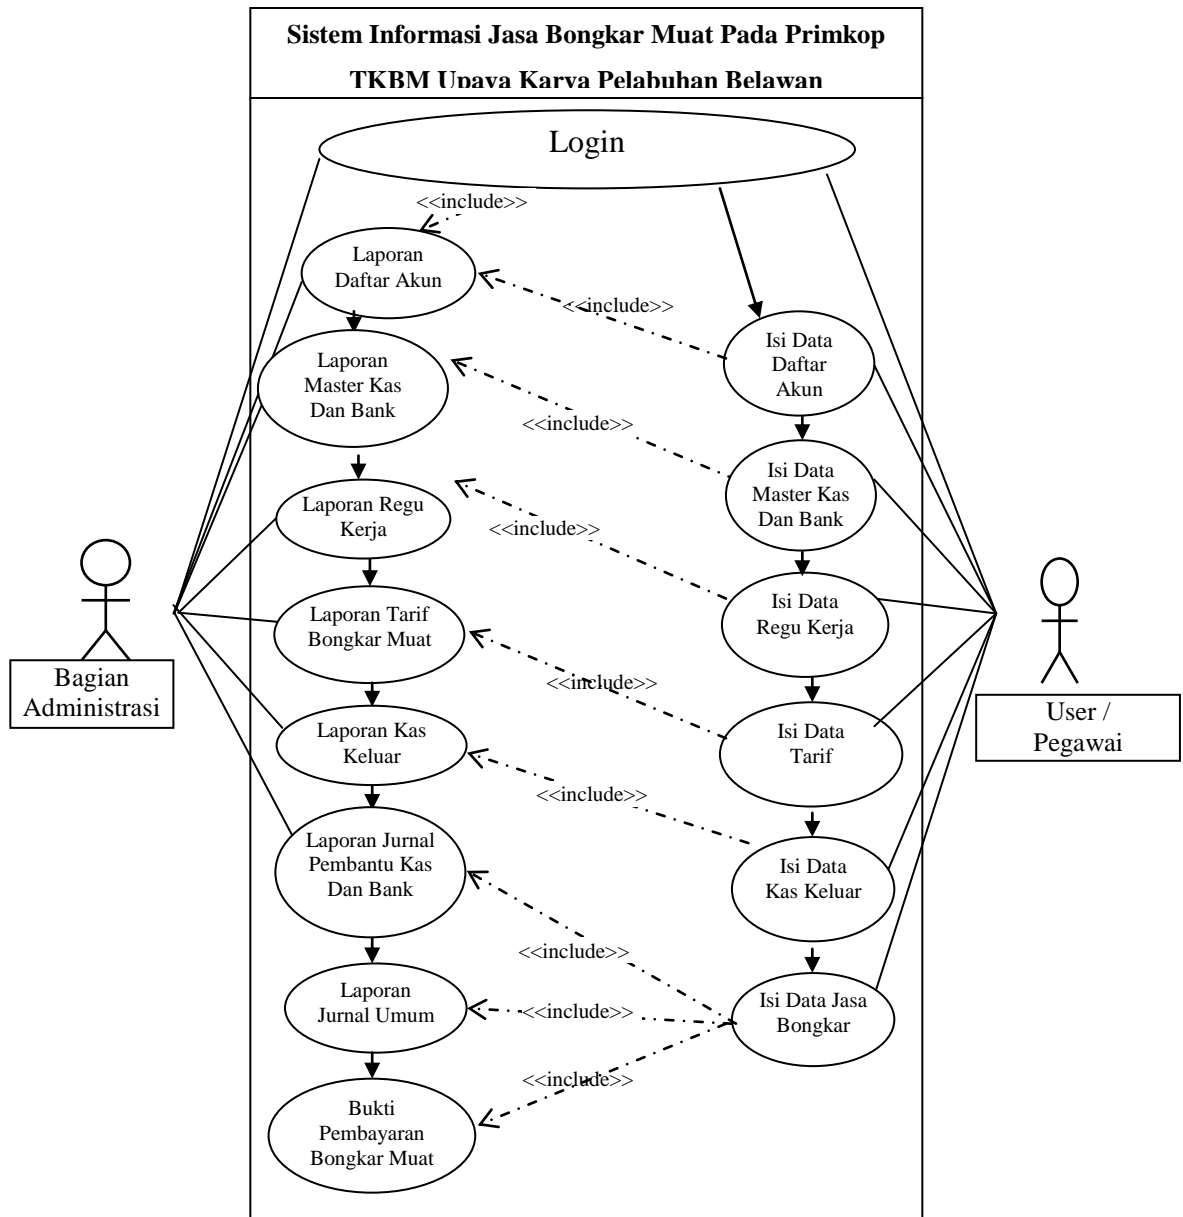 Sistem Informasi Jasa Bongkar Muat Pada Primkop
TKBM Upaya Karya Pelabuhan Belawan
Login
<<include>>
Laporan
Daftar Akun
<<include>>
Isi Data
Daftar
Akun
Laporan
Master Kas
Dan Bank
<<include>>
Isi Data
Master Kas
Dan Bank
Laporan Regu
Kerja
<<include>>
Isi Data
Regu Kerja
Laporan Tarif
Bongkar Muat
<<include>>
Bagian
Administrasi
User /
Pegawai
Laporan Kas
Keluar
Isi Data
Tarif
<<include>>
Laporan Jurnal
Pembantu Kas
Dan Bank
Isi Data
Kas Keluar
<<include>>
Laporan
Jurnal Umum
<<include>>
Isi Data Jasa
Bongkar
<<include>>
Bukti
Pembayaran
Bongkar Muat